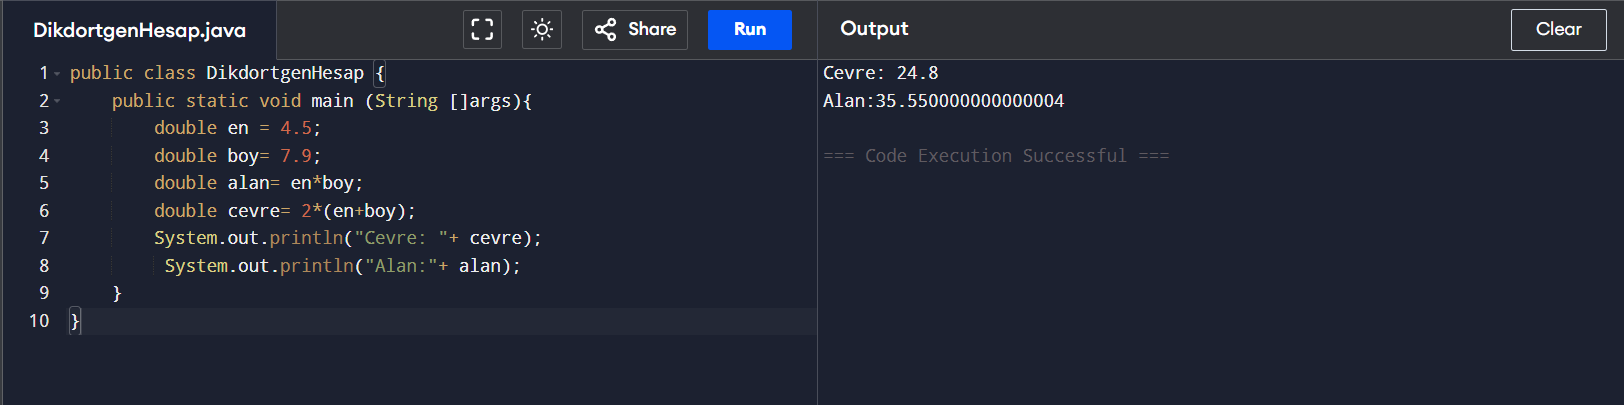 DikdortgenHesap.java
Share
Run
Output
Clear
1 public class DikdortgenHesap {
2     public static void main (String []args){
3         double en = 4.5;
4         double boy= 7.9;
5         double alan= en*boy;
6         double cevre= 2*(en+boy);
7         System.out.println("Cevre: "+ cevre);
8          System.out.println("Alan:"+ alan);
9     }
10 }
Cevre: 24.8
Alan:35.550000000000004
=== Code Execution Successful ===